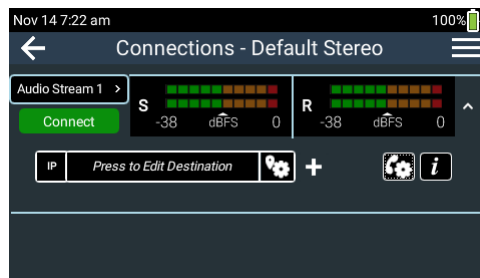 Nov 14 7:22 am 100%
Connections - Default Stereo
Audio Stream 1 >
S
R
Connect
-38 dBFS 0
-38 dBFS 0
IP Press to Edit Destination + i